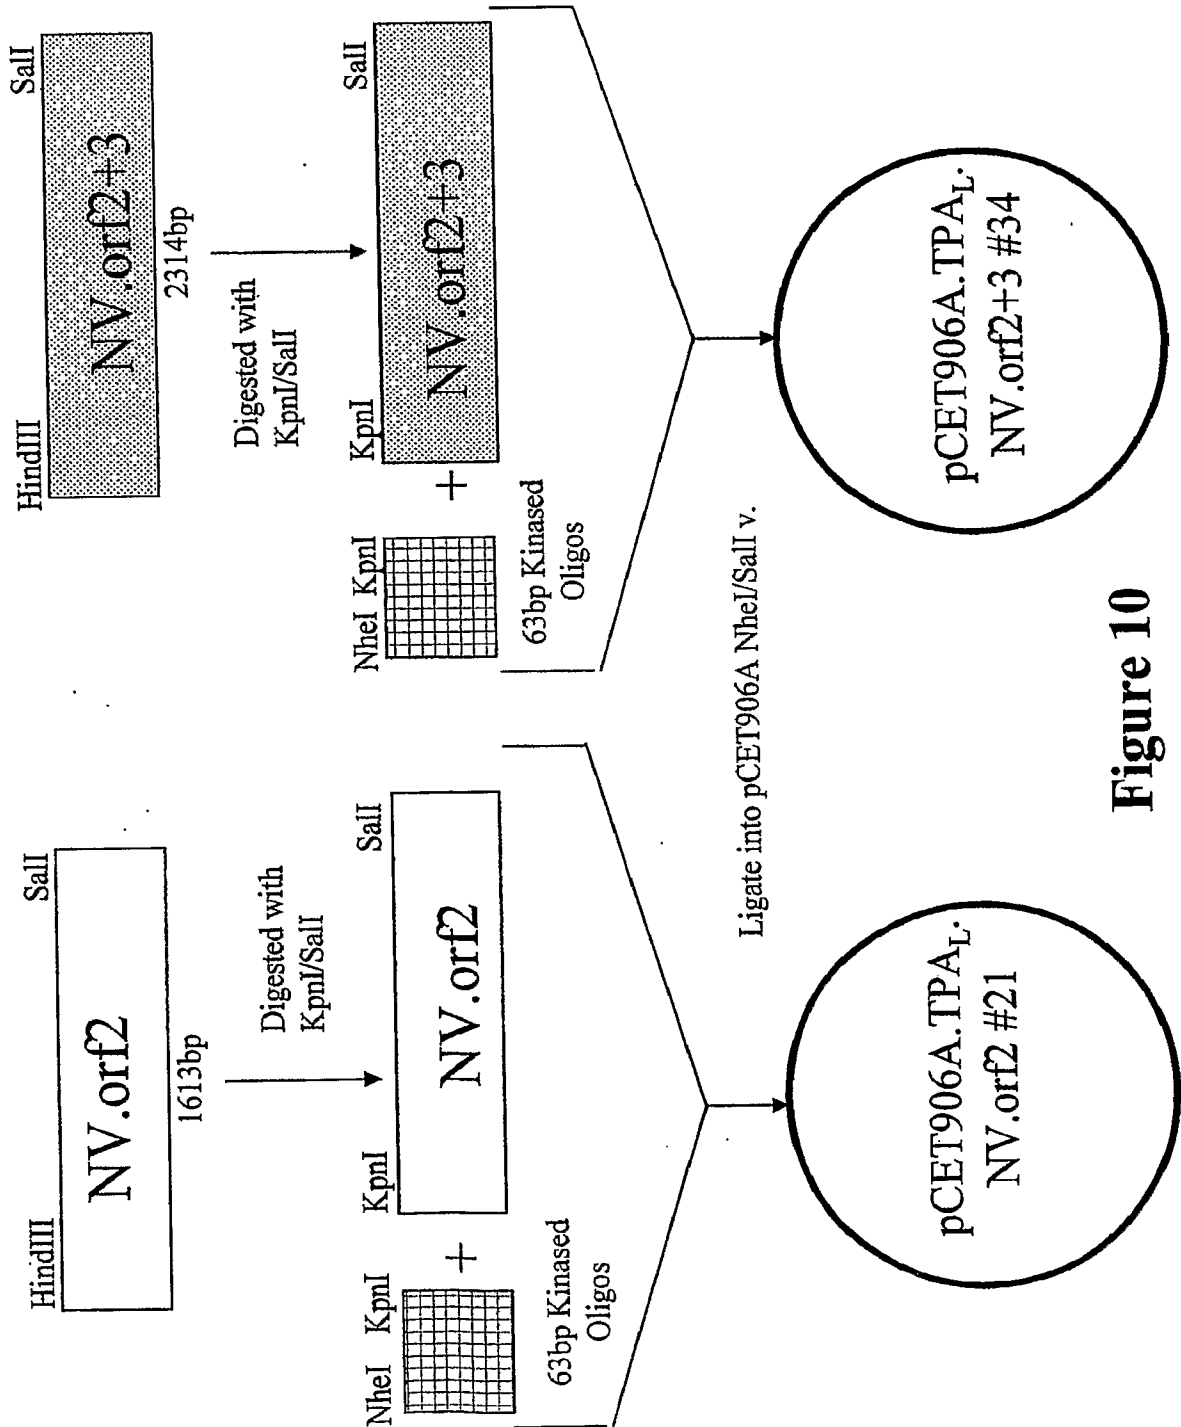 HindIII SalI
NV.orf2
1613bp
Digested with
KpnI/SalI
NheI KpnI
63bp Kinased
Oligos
+
KpnI SalI
NV.orf2
pCET906A.TPAL.
NV.orf2 #21
HindIII SalI
NV.orf2+3
2314bp
Digested with
KpnI/SalI
NheI KpnI
63bp Kinased
Oligos
+
KpnI SalI
NV.orf2+3
Ligate into pCET906A NheI/SalI v.
pCET906A.TPAL.
NV.orf2+3 #34
Figure 10